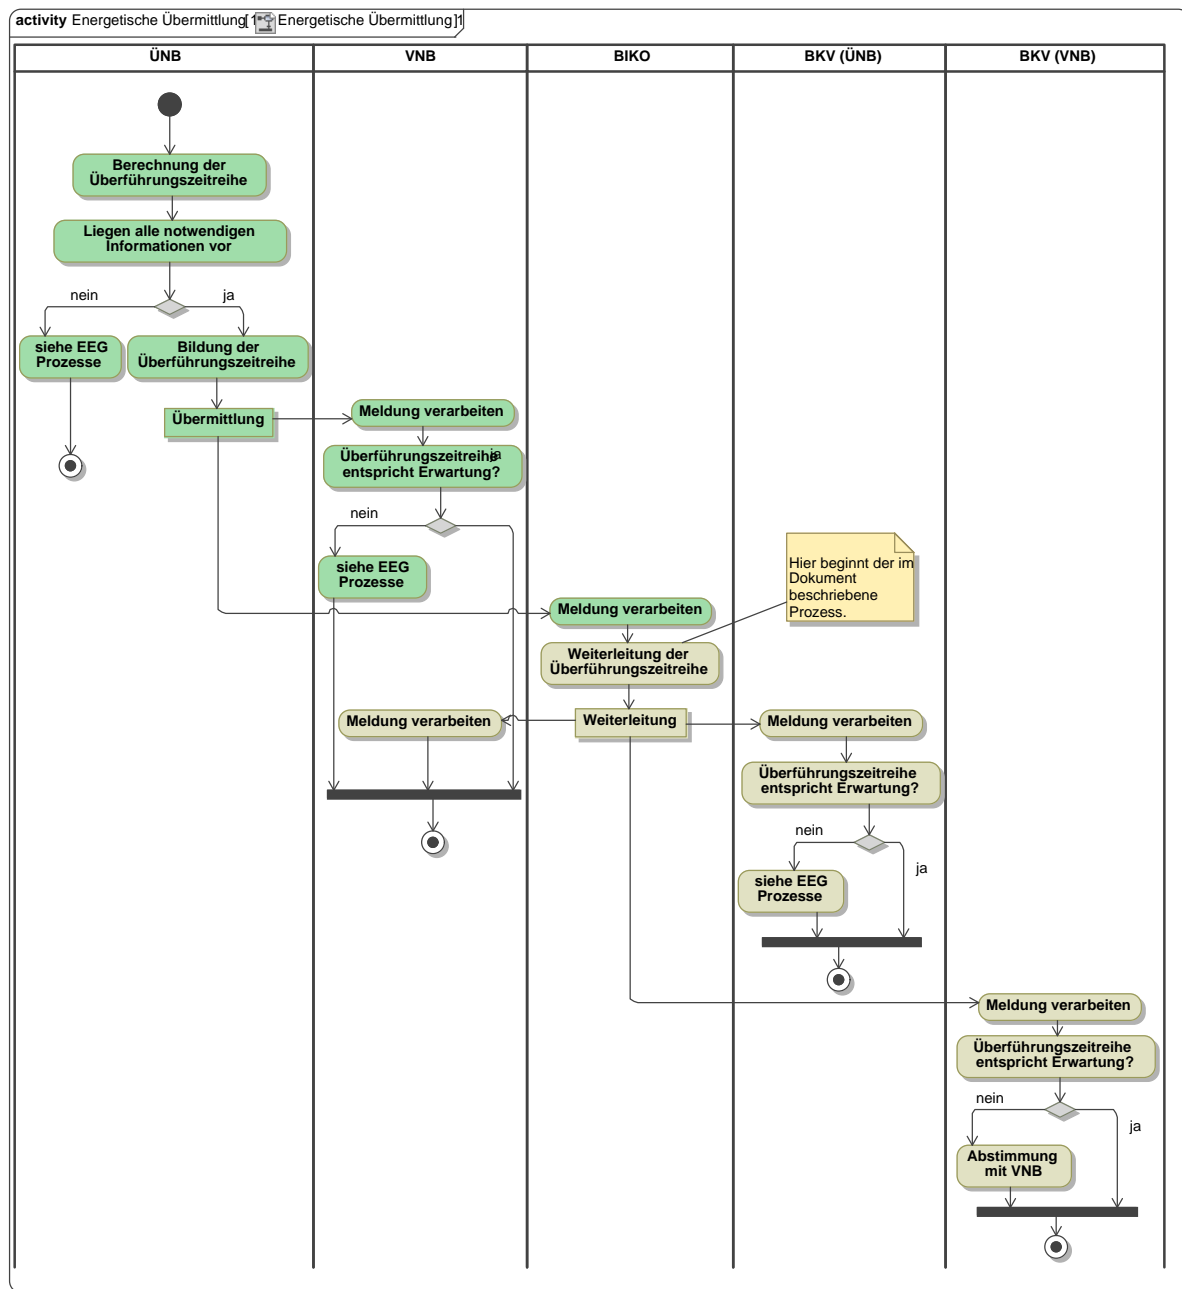 activity Energetische Übermittlung[ 1 Energetische Übermittlung]1
ÜNB
VNB
BIKO
BKV (ÜNB)
BKV (VNB)
Berechnung der
Überführungszeitreihe
Liegen alle notwendigen
Informationen vor
nein
ja
siehe EEG
Prozesse
Bildung der
Überführungszeitreihe
Übermittlung
Meldung verarbeiten
Überführungszeitreihe
ja
entspricht Erwartung?
nein
siehe EEG
Prozesse
Hier beginnt der im
Dokument
beschriebene
Prozess.
Meldung verarbeiten
Weiterleitung der
Überführungszeitreihe
Meldung verarbeiten
Weiterleitung
Meldung verarbeiten
Überführungszeitreihe
entspricht Erwartung?
nein
ja
siehe EEG
Prozesse
Meldung verarbeiten
Überführungszeitreihe
entspricht Erwartung?
nein
ja
Abstimmung
mit VNB